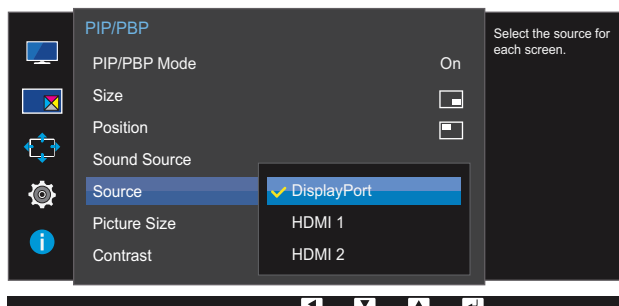 PIP/PBP
PIP/PBP Mode On
Size
Position
Sound Source
Source
Picture Size
Contrast
DisplayPort
HDMI 1
HDMI 2
Select the source for
each screen.